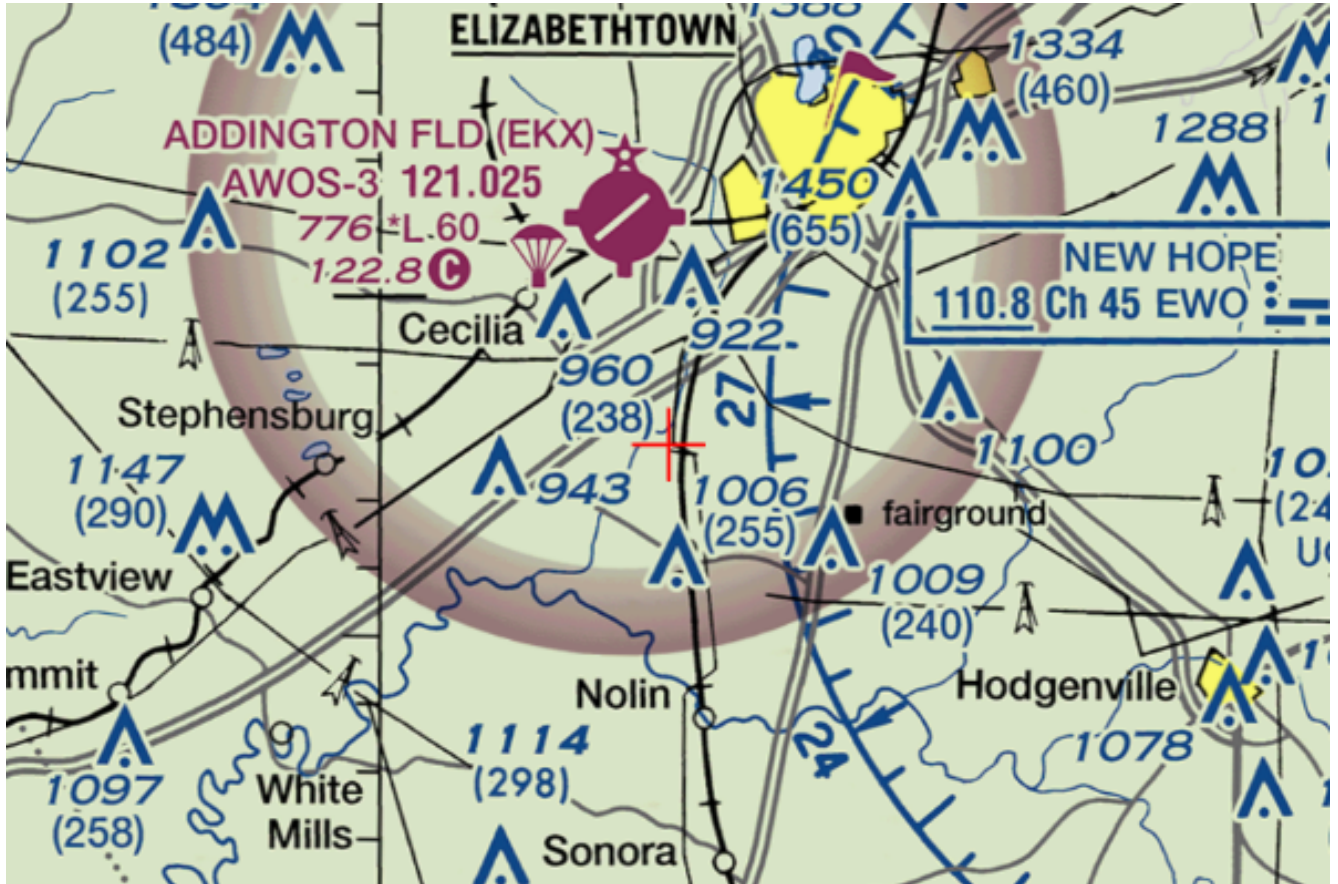 (484)
ELIZABETHTOWN
1334
(460)
1288
ADDINGTON FLD (EKX)
AWOS-3 121.025
776 *L 60
122.8 C
1450
(655)
1102
(255)
NEW HOPE
110.8 Ch 45 EWO
Cecilia
922
960
(238)
27
Stephensburg
1100
1147
(290)
943
1006
(255)
fairground
Eastview
1009
(240)
mmit
Nolin
Hodgenville
1078
24
1114
(298)
1097
(258)
White
Mills
Sonora